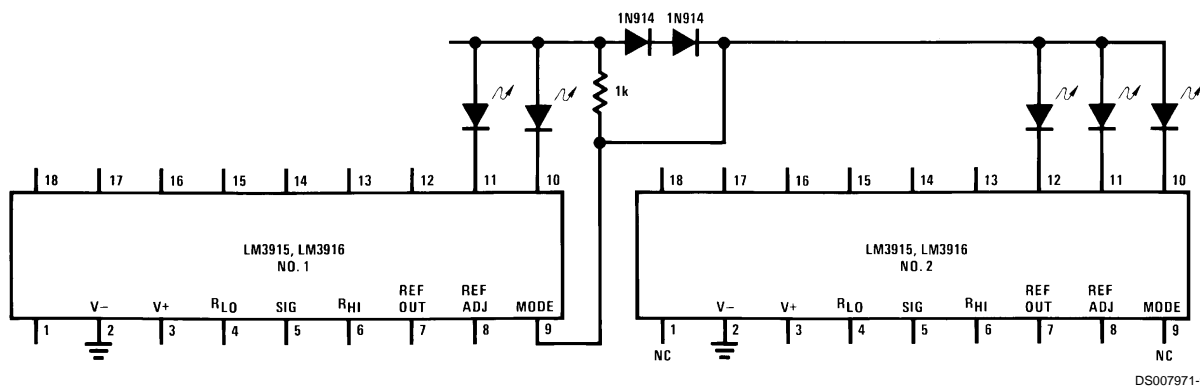 1N914 1N914
1k
18 17 16 15 14 13 12 11 10
LM3915, LM3916
NO. 1
V− V+ RLO SIG RHI REF OUT REF ADJ MODE
1 2 3 4 5 6 7 8 9
18 17 16 15 14 13 12 11 10
LM3915, LM3916
NO. 2
V− V+ RLO SIG RHI REF OUT REF ADJ MODE
1 2 3 4 5 6 7 8 9
NC NC
DS007971-